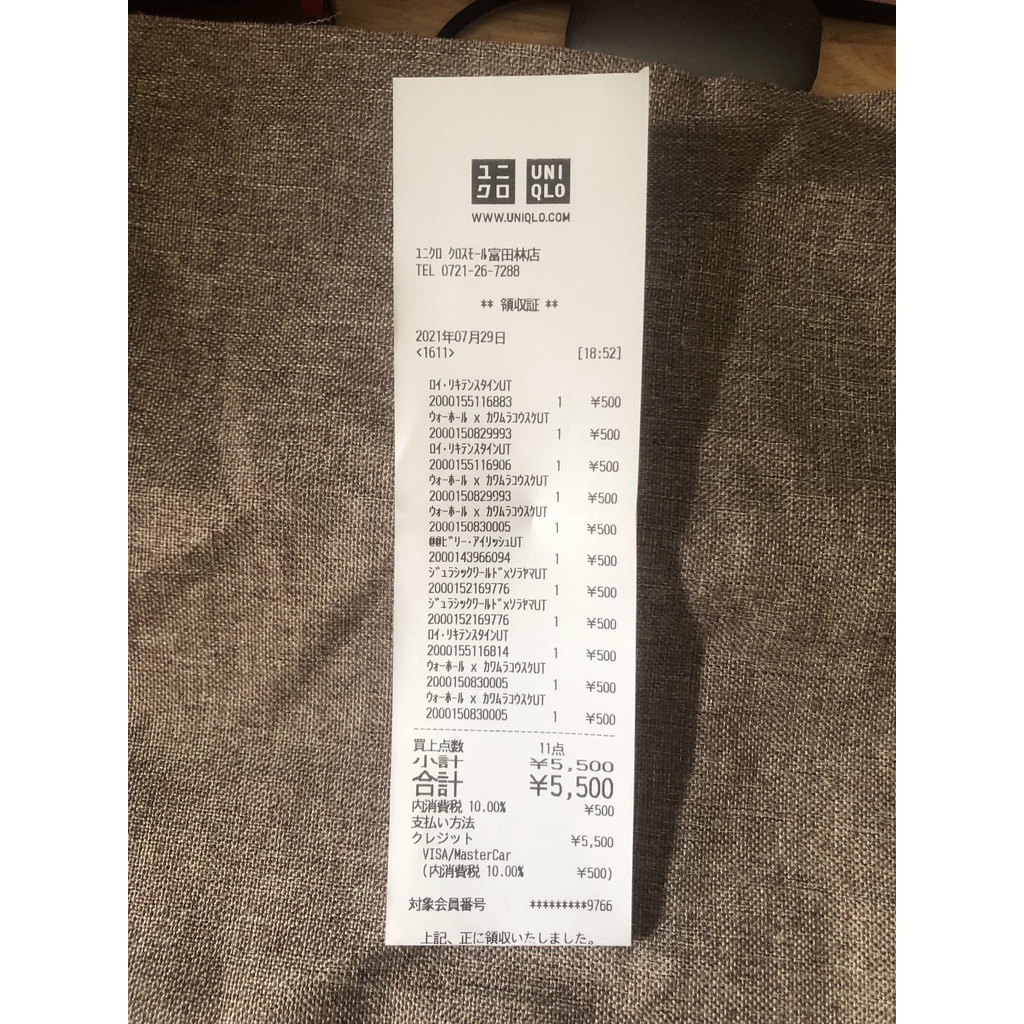 ユニ
クロ
UNI
QLO
WWW.UNIQLO.COM
ﾕﾆｸﾛ ｸﾛｽﾓｰﾙ富田林店
TEL 0721-26-7288
** 領収証 **
2021年07月29日
<1611> [18:52]
ﾛｲ・ﾘｷﾃﾝｽﾀｲﾝUT
2000155116883 1 ¥500
ｳｫｰﾎｰﾙ x ｶﾜﾑﾗｺｳｽｹUT
2000150829993 1 ¥500
ﾛｲ・ﾘｷﾃﾝｽﾀｲﾝUT
2000155116906 1 ¥500
ｳｫｰﾎｰﾙ x ｶﾜﾑﾗｺｳｽｹUT
2000150829993 1 ¥500
ｳｫｰﾎｰﾙ x ｶﾜﾑﾗｺｳｽｹUT
2000150830005 1 ¥500
ﾋﾞﾘｰ・ｱｲﾘｯｼｭUT
2000143966094 1 ¥500
ｼﾞｭﾗｼｯｸﾜｰﾙﾄﾞxｿﾗﾔﾏUT
2000152169776 1 ¥500
ｼﾞｭﾗｼｯｸﾜｰﾙﾄﾞxｿﾗﾔﾏUT
2000152169776 1 ¥500
ﾛｲ・ﾘｷﾃﾝｽﾀｲﾝUT
2000155116814 1 ¥500
ｳｫｰﾎｰﾙ x ｶﾜﾑﾗｺｳｽｹUT
2000150830005 1 ¥500
ｳｫｰﾎｰﾙ x ｶﾜﾑﾗｺｳｽｹUT
2000150830005 1 ¥500
買上点数 11点
小計 ¥5,500
合計 ¥5,500
内消費税 10.00% ¥500
支払い方法
クレジット ¥5,500
VISA/MasterCar
(内消費税 10.00% ¥500)
対象会員番号 *********9766
上記、正に領収いたしました。